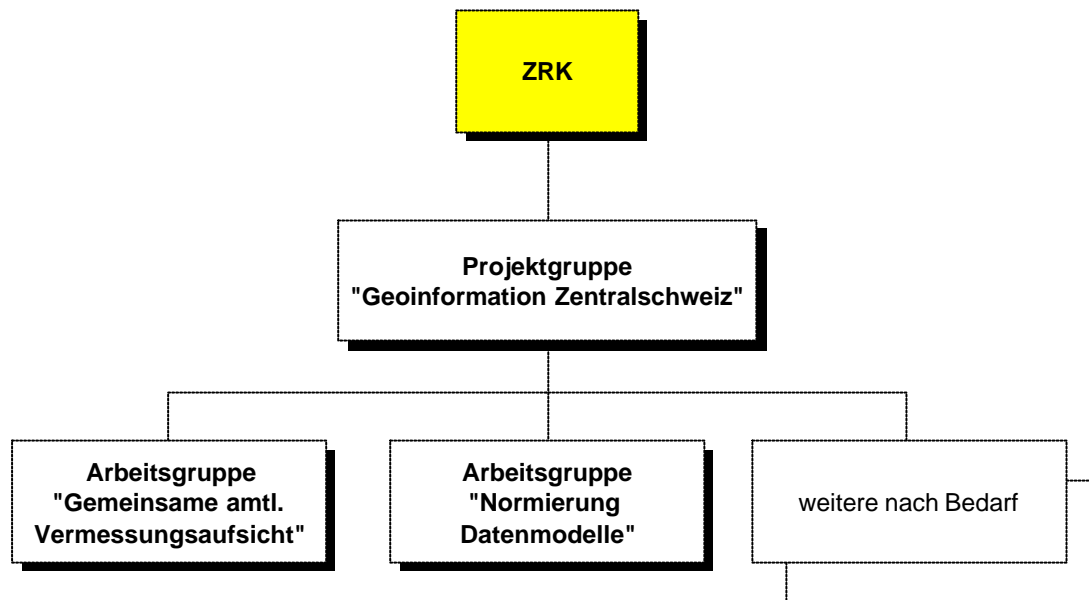 ZRK
Projektgruppe
"Geoinformation Zentralschweiz"
Arbeitsgruppe
"Gemeinsame amtl.
Vermessungsaufsicht"
Arbeitsgruppe
"Normierung
Datenmodelle"
weitere nach Bedarf